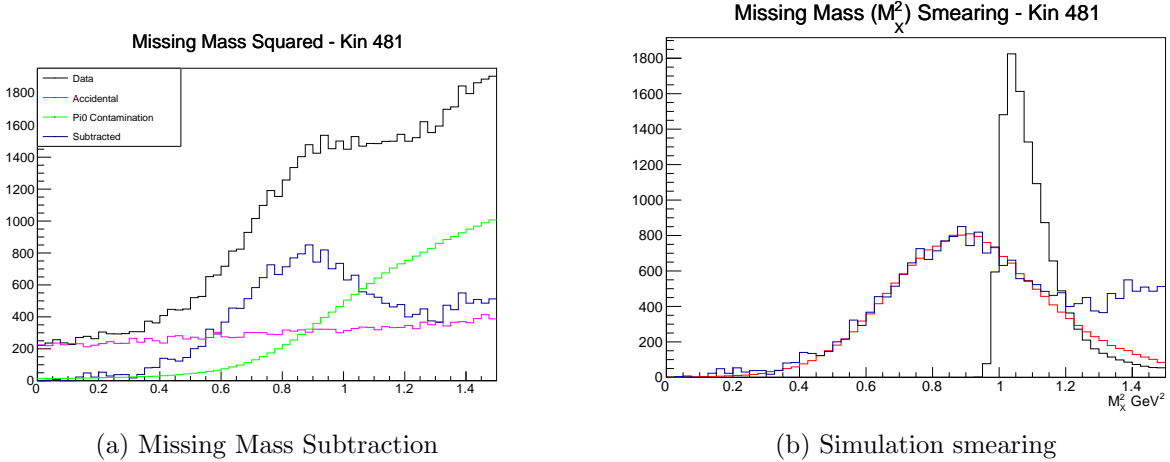 Missing Mass Squared - Kin 481
Data
Accidental
Pi0 Contamination
Subtracted
1800
1600
1400
1200
1000
800
600
400
200
0
0 0.2 0.4 0.6 0.8 1 1.2 1.4
(a) Missing Mass Subtraction
Missing Mass (M²ₓ) Smearing - Kin 481
1800
1600
1400
1200
1000
800
600
400
200
0
0 0.2 0.4 0.6 0.8 1 1.2 1.4
M²ₓ GeV²
(b) Simulation smearing